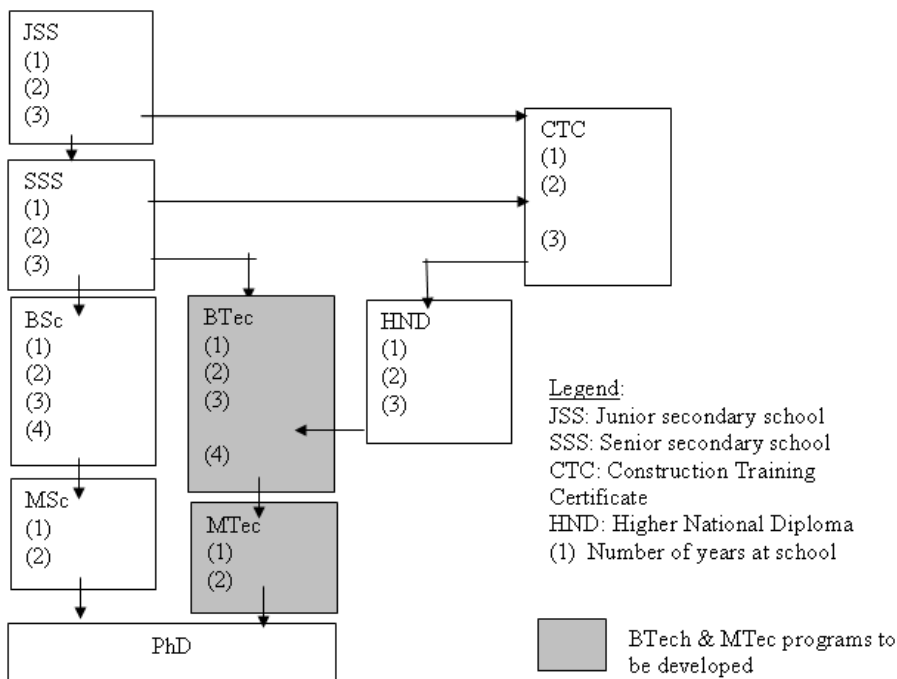 JSS
(1)
(2)
(3)
CTC
(1)
(2)
(3)
SSS
(1)
(2)
(3)
BSc
(1)
(2)
(3)
(4)
BTec
(1)
(2)
(3)
(4)
HND
(1)
(2)
(3)
MSc
(1)
(2)
MTec
(1)
(2)
PhD
Legend:
JSS: Junior secondary school
SSS: Senior secondary school
CTC: Construction Training
Certificate
HND: Higher National Diploma
(1) Number of years at school
BTech & MTec programs to
be developed